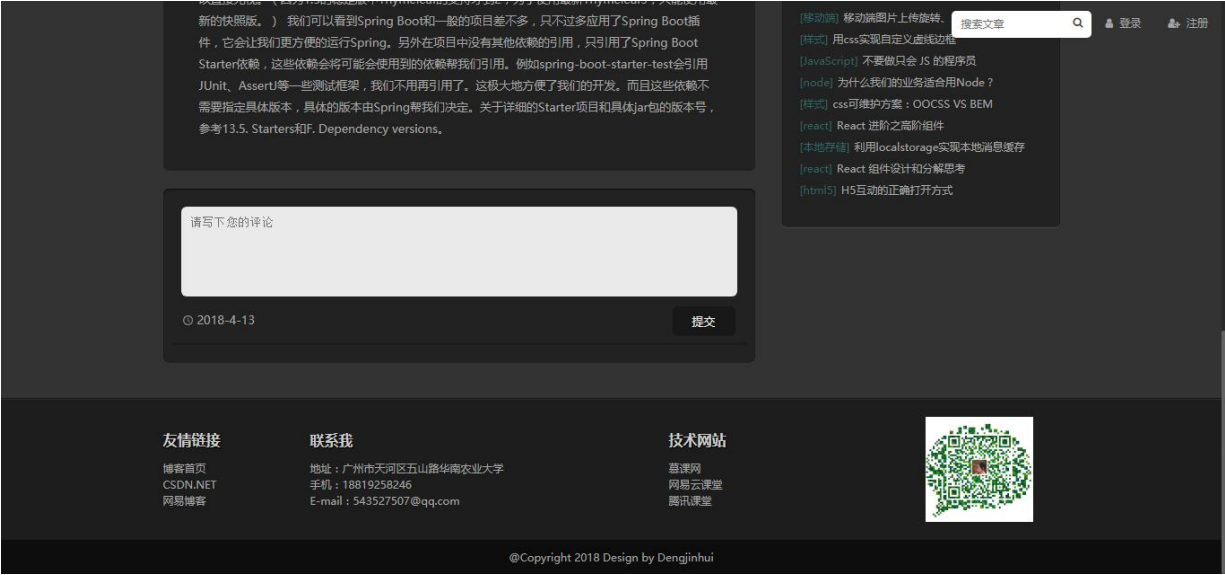 新的快照版。 ） 我们可以看到Spring Boot和一般的项目差不多，只不过多应用了Spring Boot插
件，它会让我们更方便的运行Spring。另外在项目中没有其他依赖的引用，只引用了Spring Boot
Starter依赖，这些依赖会将可能会使用到的依赖帮我们引用。例如spring-boot-starter-test会引用
JUnit、AssertJ等一些测试框架，我们不用再引用了。这极大地方便了我们的开发。而且这些依赖不
需要指定具体版本，具体的版本由Spring帮我们决定。关于详细的Starter项目和具体jar包的版本号，
参考13.5. Starters和F. Dependency versions。
请写下您的评论
2018-4-13
提交
[移动端] 移动端图片上传旋转、
[样式] 用css实现自定义虚线边框
[JavaScript] 不要做只会 JS 的程序员
[node] 为什么我们的业务适合用Node？
[样式] css可维护方案：OOCSS VS BEM
[react] React 进阶之高阶组件
[本地存储] 利用localstorage实现本地消息缓存
[react] React 组件设计和分解思考
[html5] H5互动的正确打开方式
搜索文章
登录
注册
友情链接
博客首页
CSDN.NET
网易博客
联系我
地址：广州市天河区五山路华南农业大学
手机：18819258246
E-mail：543527507@qq.com
技术网站
慕课网
网易云课堂
腾讯课堂
@Copyright 2018 Design by Dengjinhui